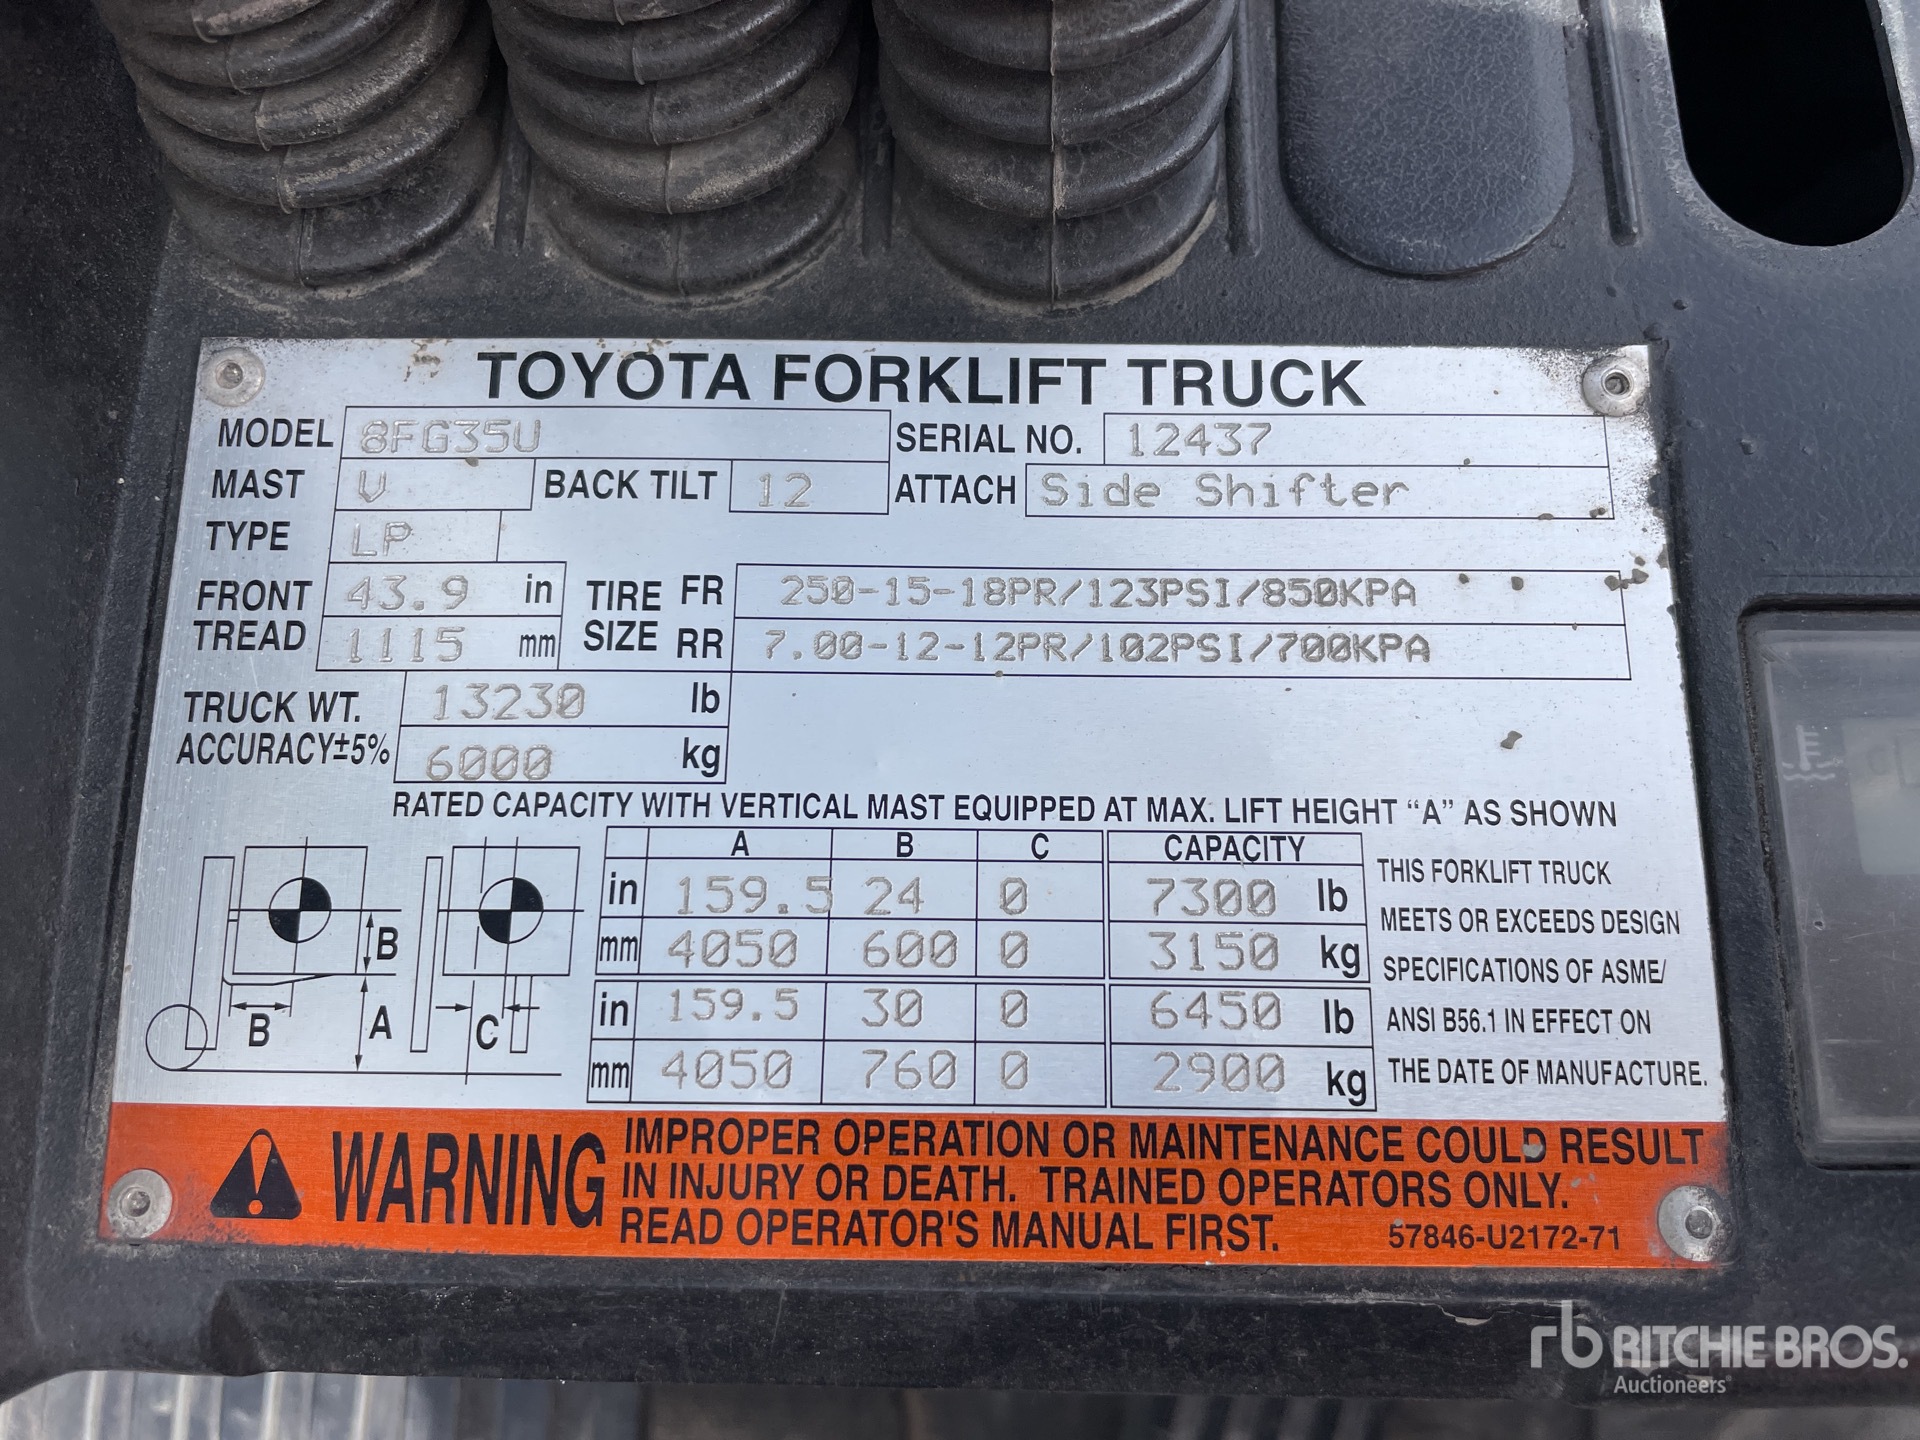 TOYOTA FORKLIFT TRUCK
MODEL 8FG35U SERIAL NO. 12437
MAST V BACK TILT 12 ATTACH Side Shifter
TYPE LP
FRONT TREAD 43.9 in TIRE SIZE FR 250-15-18PR/123PSI/850KPA
1115 mm RR 7.00-12-12PR/102PSI/700KPA
TRUCK WT. 13230 lb
ACCURACY±5% 6000 kg
RATED CAPACITY WITH VERTICAL MAST EQUIPPED AT MAX. LIFT HEIGHT "A" AS SHOWN
A B C CAPACITY
in 159.5 24 0 7300 lb
mm 4050 600 0 3150 kg
in 159.5 30 0 6450 lb
mm 4050 760 0 2900 kg
B
B A C
THIS FORKLIFT TRUCK
MEETS OR EXCEEDS DESIGN
SPECIFICATIONS OF ASME/
ANSI B56.1 IN EFFECT ON
THE DATE OF MANUFACTURE.
WARNING
IMPROPER OPERATION OR MAINTENANCE COULD RESULT
IN INJURY OR DEATH. TRAINED OPERATORS ONLY.
READ OPERATOR'S MANUAL FIRST. 57846-U2172-71
rb RITCHIE BROS.
Auctioneers